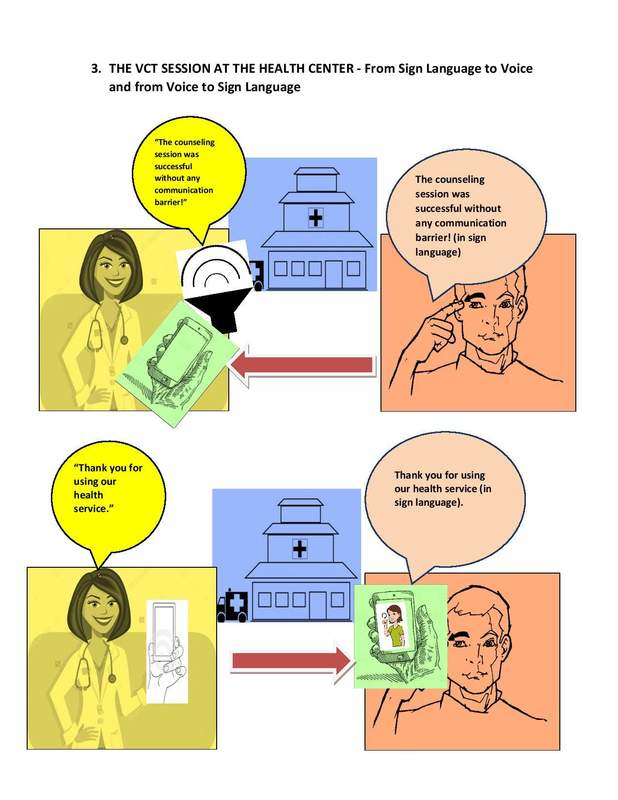 3. THE VCT SESSION AT THE HEALTH CENTER - From Sign Language to Voice
and from Voice to Sign Language
"The counseling
session was
successful
without any
communication
barrier!"
The counseling
session was
successful without
any communication
barrier! (in sign
language)
"Thank you for
using our
health
service."
Thank you for using
our health service (in
sign language).